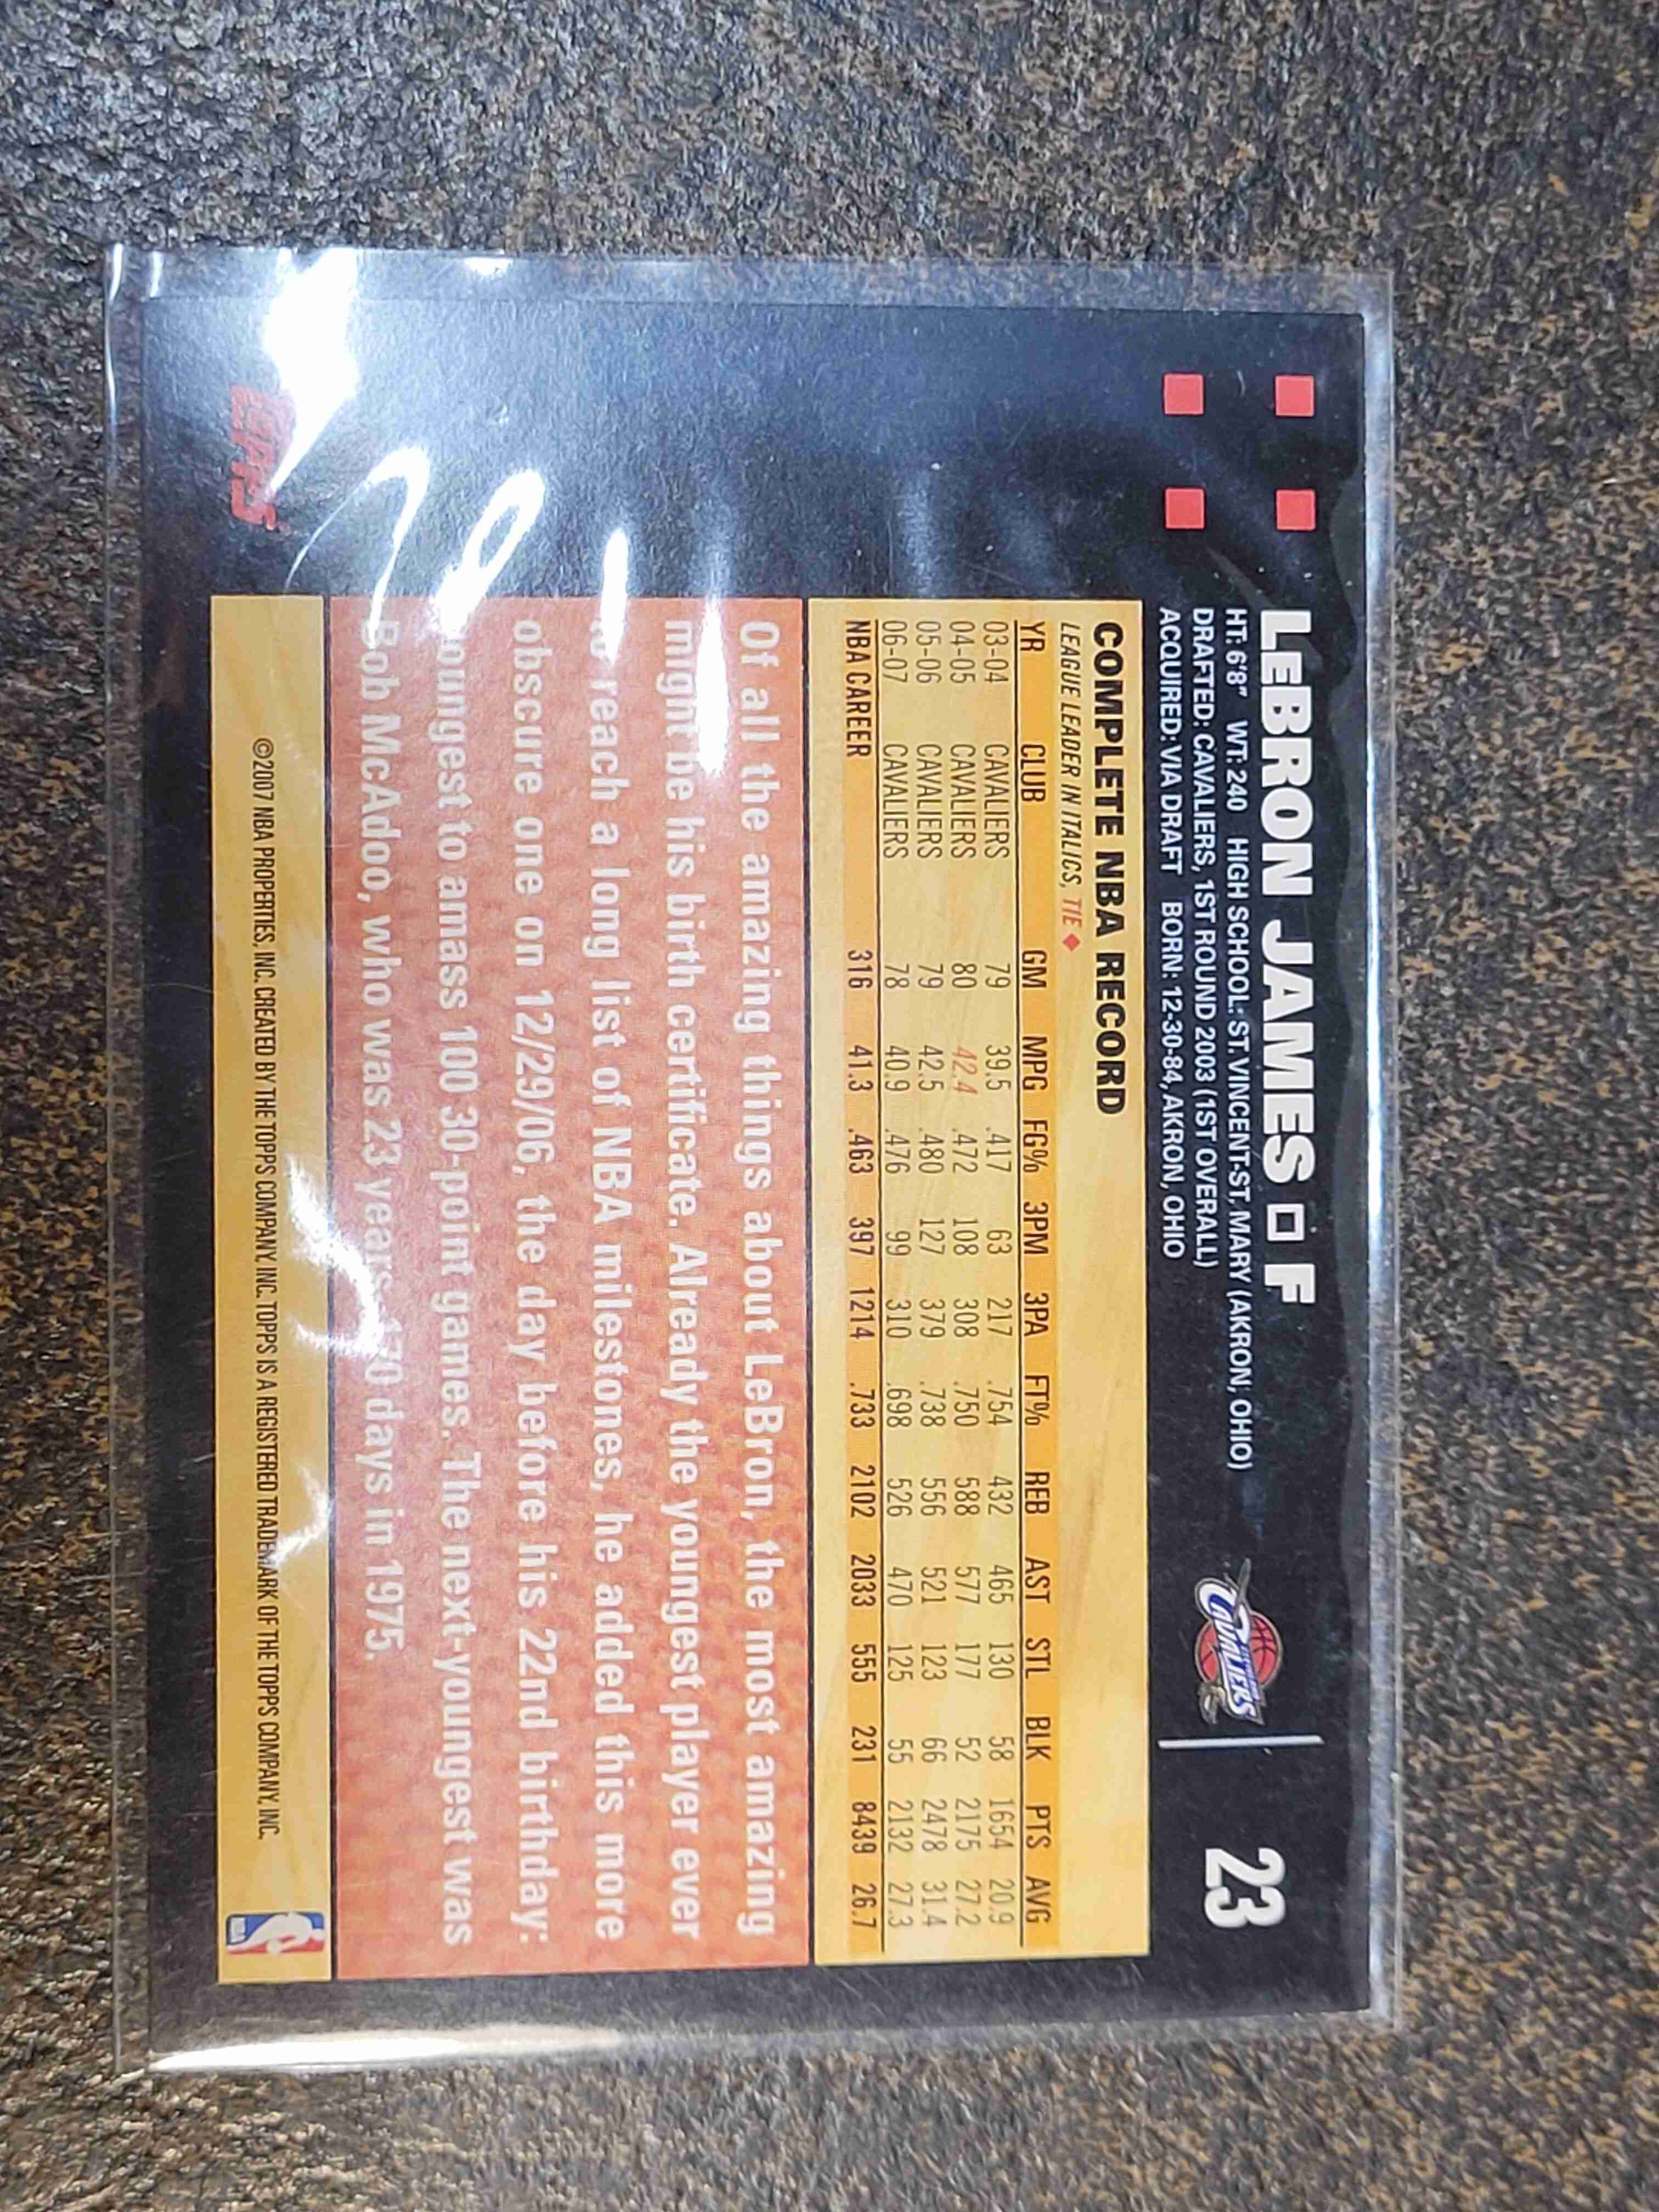 LeBRON JAMES F
23
HT: 6'8" WT: 240 HIGH SCHOOL: ST. VINCENT-ST. MARY (AKRON, OHIO)
DRAFTED: CAVALIERS, 1ST ROUND 2003 (1ST OVERALL)
ACQUIRED: VIA DRAFT BORN: 12-30-84, AKRON, OHIO
CAVALIERS
COMPLETE NBA RECORD
LEAGUE LEADER IN ITALICS, TIE ♦
YR CLUB GM MPG FG% 3PM 3PA FT% REB AST STL BLK PTS AVG
03-04 CAVALIERS 79 39.5 .417 63 217 .754 432 465 130 58 1654 20.9
04-05 CAVALIERS 80 42.4 .472 108 308 .750 588 577 177 52 2175 27.2
05-06 CAVALIERS 79 42.5 .480 127 379 .738 556 521 123 66 2478 31.4
06-07 CAVALIERS 78 40.9 .476 99 310 .698 526 470 125 55 2132 27.3
NBA CAREER 316 41.3 .463 397 1214 .733 2102 2033 555 231 8439 26.7
Of all the amazing things about LeBron, the most amazing
might be his birth certificate. Already the youngest player ever
to reach a long list of NBA milestones, he added this more
obscure one on 12/29/06, the day before his 22nd birthday:
youngest to amass 100 30-point games. The next-youngest was
Bob McAdoo, who was 23 years 170 days in 1975.
©2007 NBA PROPERTIES, INC. CREATED BY THE TOPPS COMPANY, INC. TOPPS IS A REGISTERED TRADEMARK OF THE TOPPS COMPANY, INC.
NBA
TOPPS